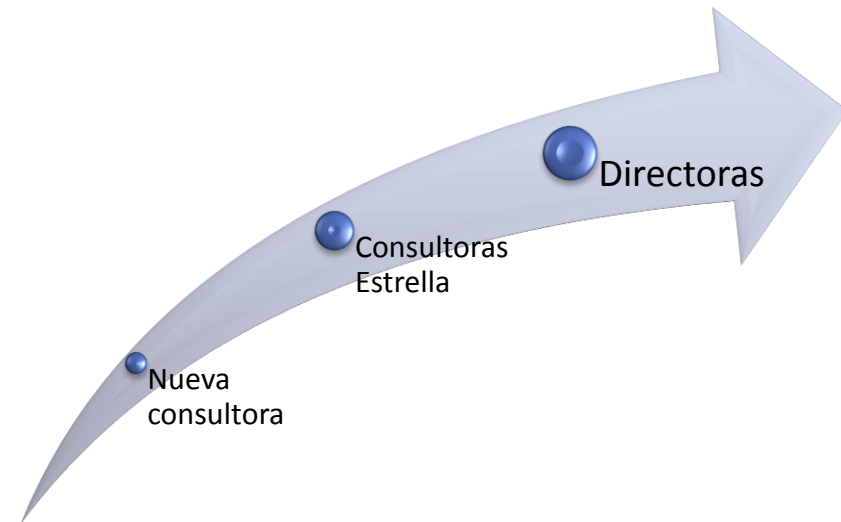 Directoras
Consultoras
Estrella
Nueva
consultora